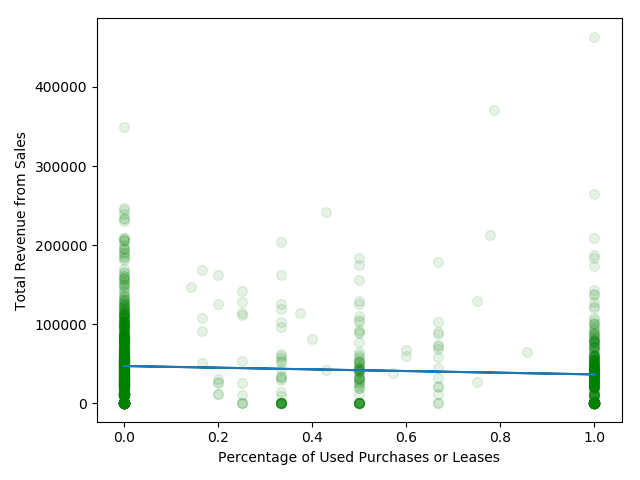 400000
300000
200000
100000
0
Total Revenue from Sales
0.0 0.2 0.4 0.6 0.8 1.0
Percentage of Used Purchases or Leases